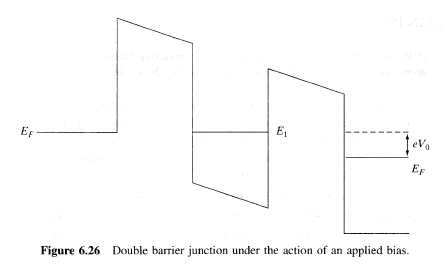 E_F
E_1
eV_0
E_F
Figure 6.26 Double barrier junction under the action of an applied bias.